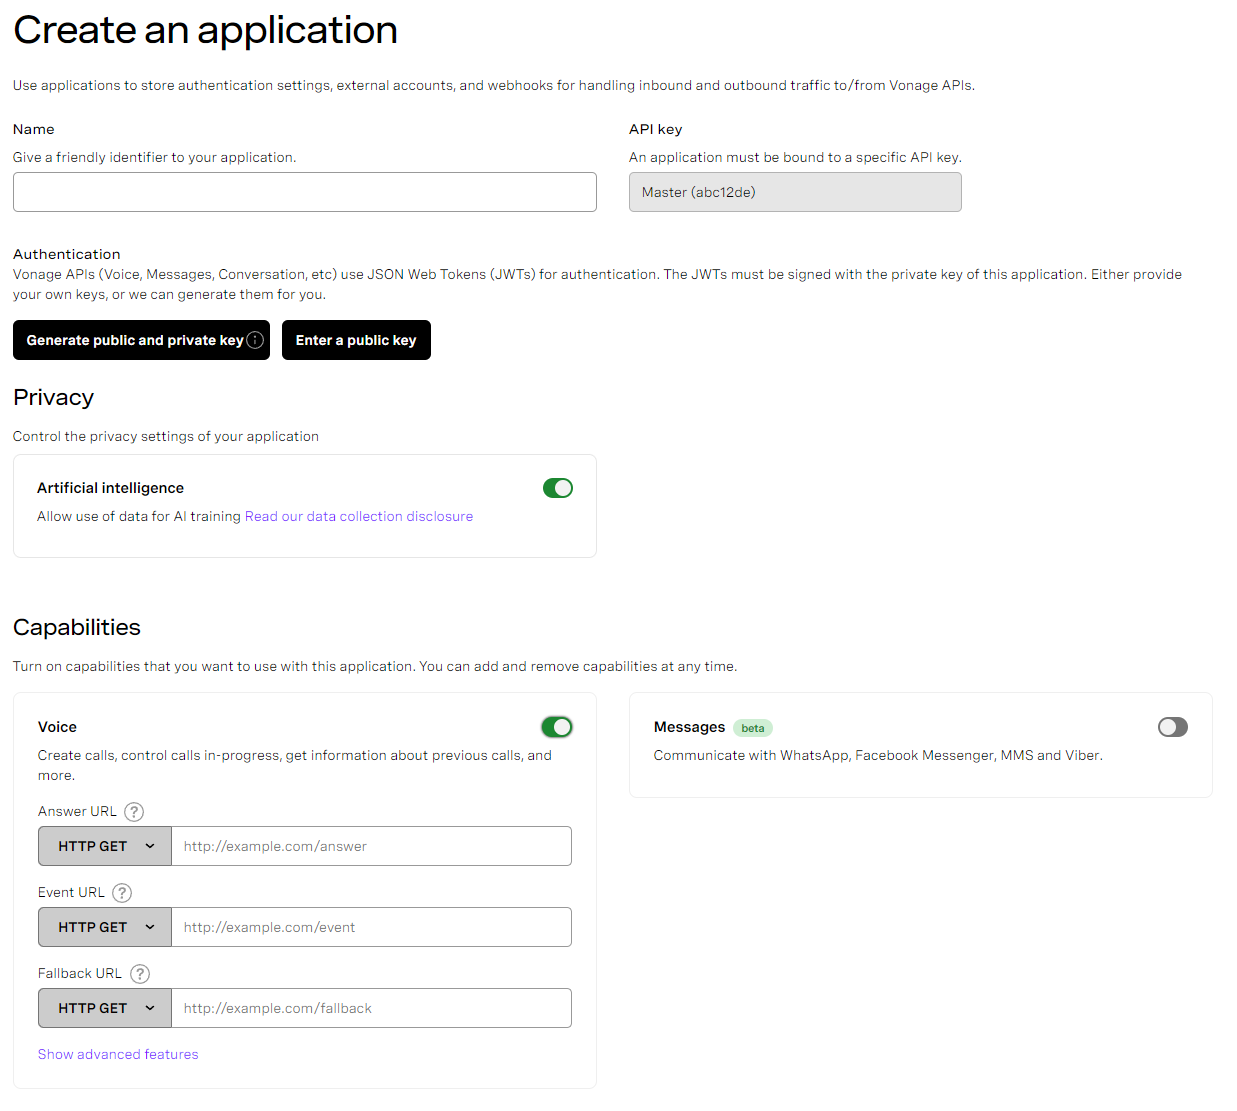 Create an application
Use applications to store authentication settings, external accounts, and webhooks for handling inbound and outbound traffic to/from Vonage APIs.
Name
Give a friendly identifier to your application.
API key
An application must be bound to a specific API key.
Master (abc12de)
Authentication
Vonage APIs (Voice, Messages, Conversation, etc) use JSON Web Tokens (JWTs) for authentication. The JWTs must be signed with the private key of this application. Either provide
your own keys, or we can generate them for you.
Generate public and private key
Enter a public key
Privacy
Control the privacy settings of your application
Artificial intelligence
Allow use of data for AI training Read our data collection disclosure
Capabilities
Turn on capabilities that you want to use with this application. You can add and remove capabilities at any time.
Voice
Create calls, control calls in-progress, get information about previous calls, and
more.
Answer URL ?
HTTP GET http://example.com/answer
Event URL ?
HTTP GET http://example.com/event
Fallback URL ?
HTTP GET http://example.com/fallback
Show advanced features
Messages beta
Communicate with WhatsApp, Facebook Messenger, MMS and Viber.